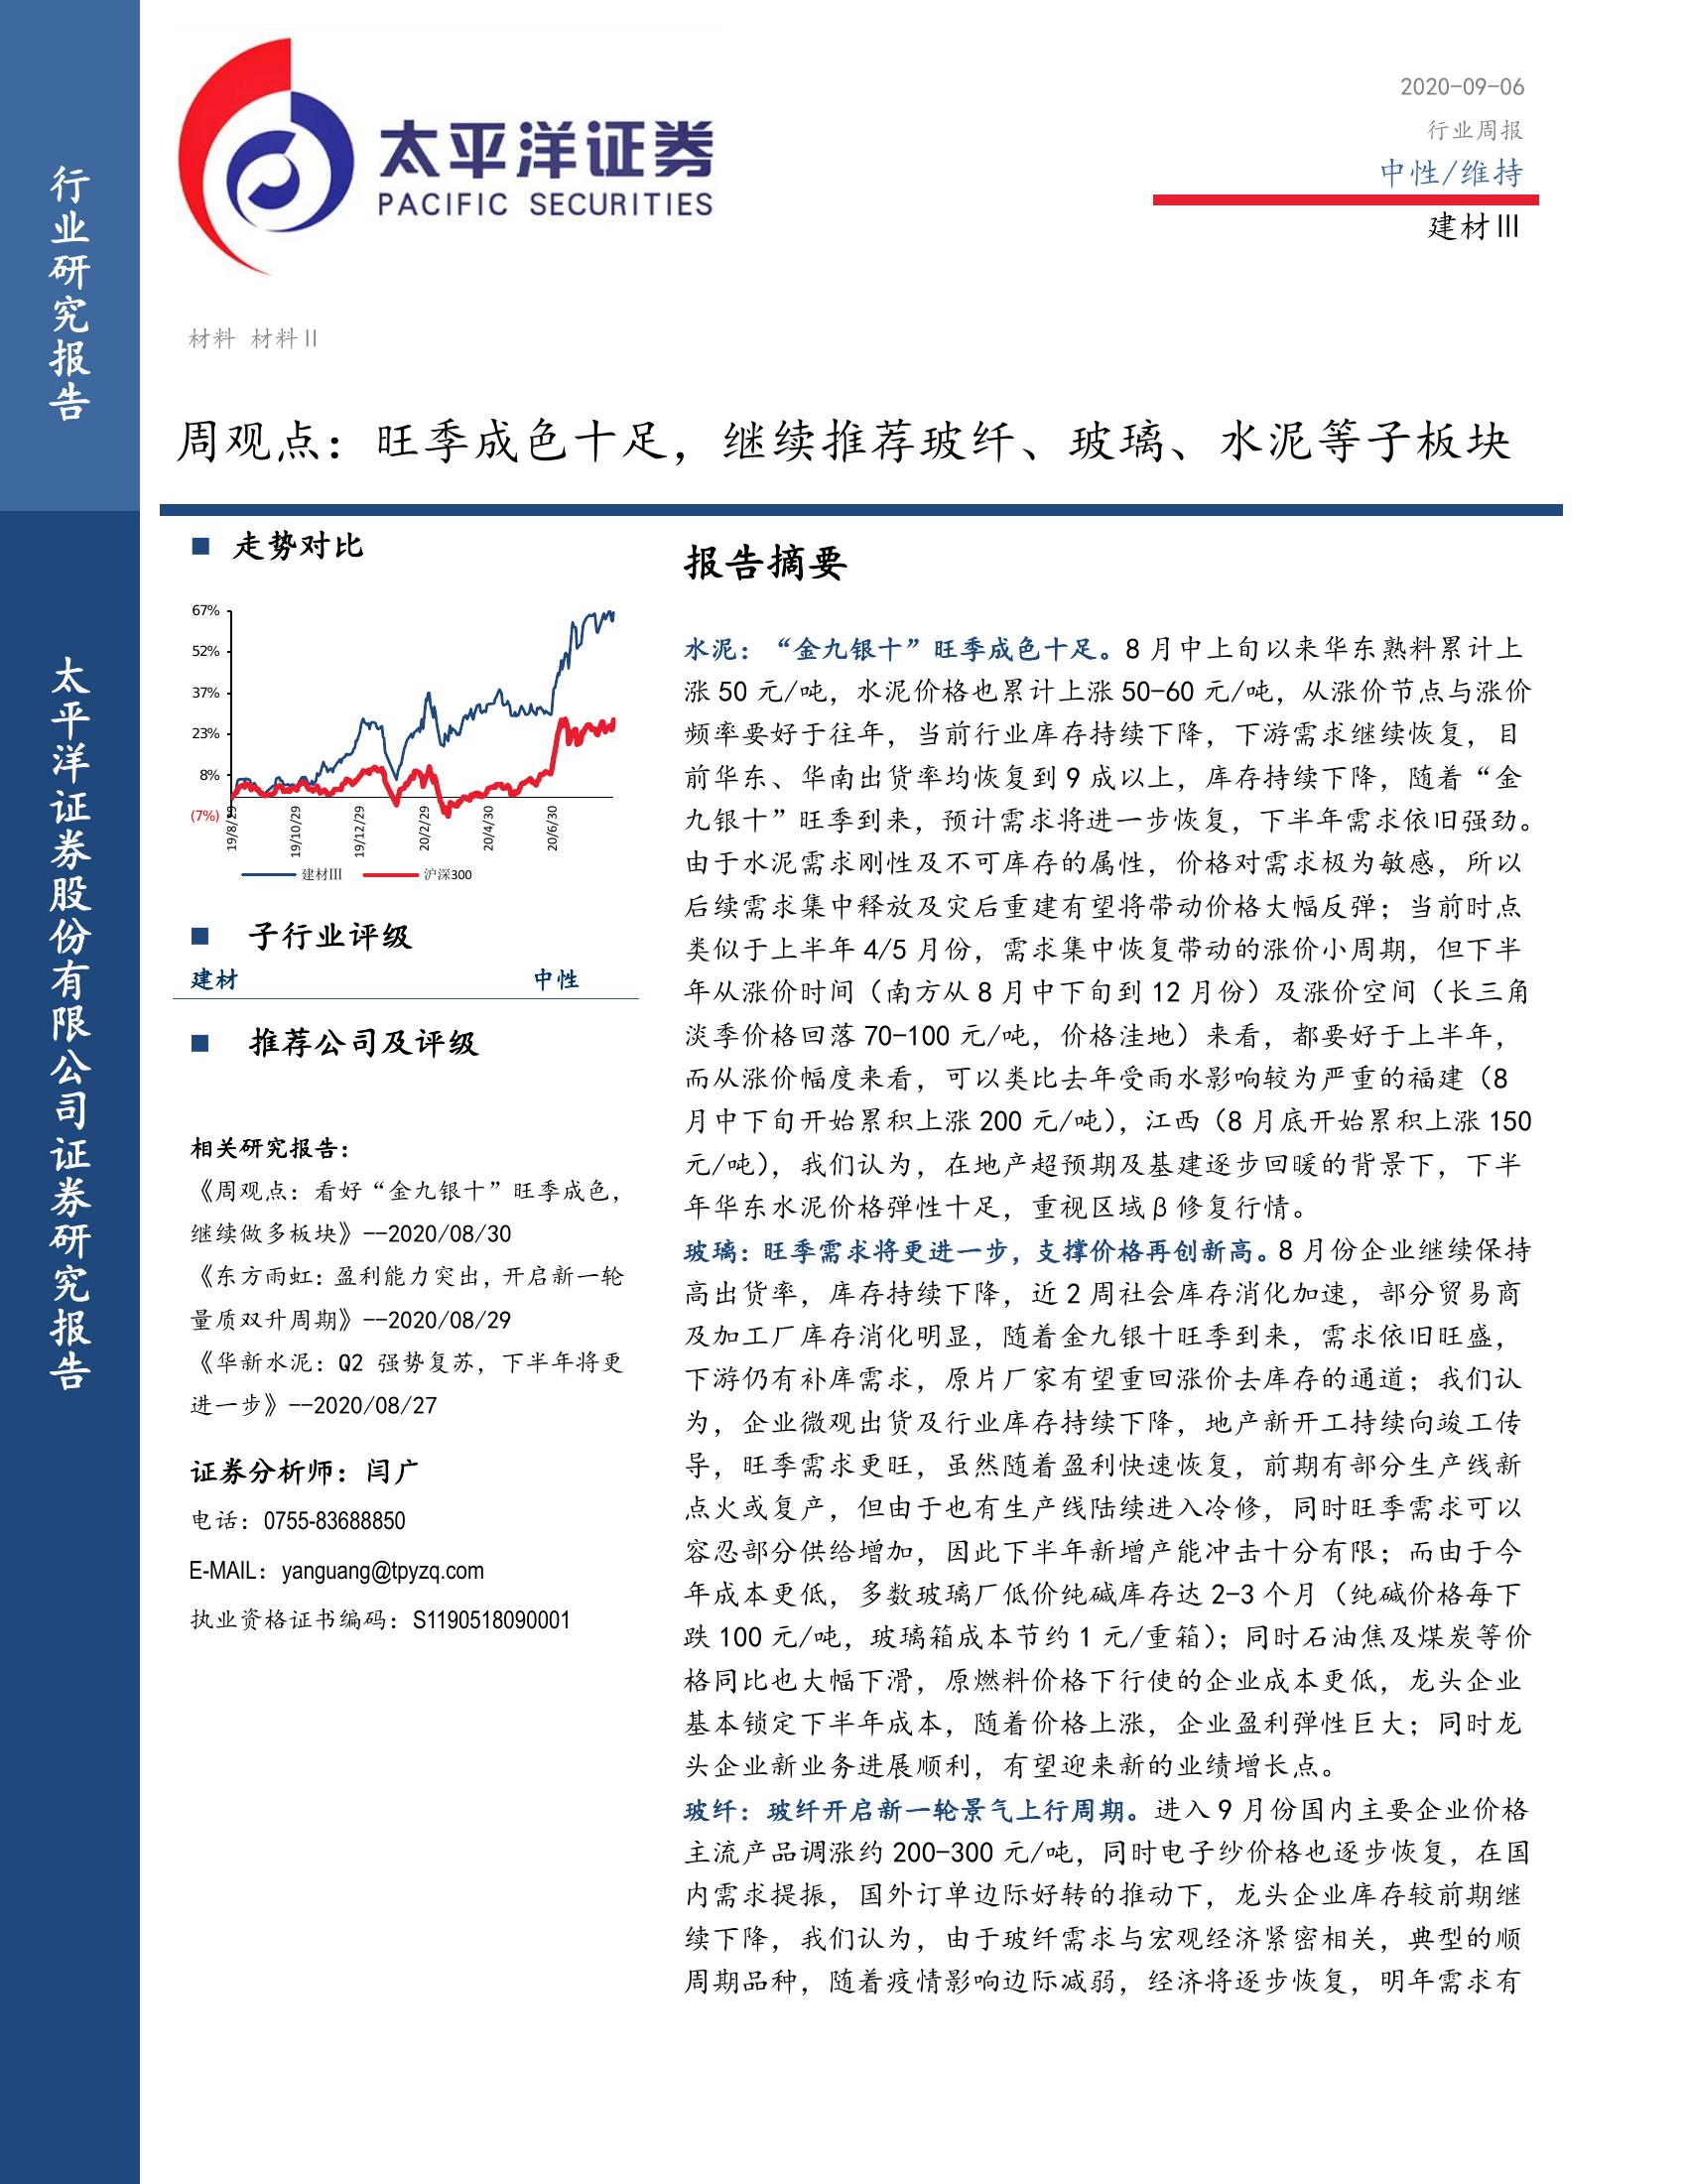 行业研究报告
太平洋证券股份有限公司证券研究报告
太平洋证券
PACIFIC SECURITIES
2020-09-06
行业周报
中性/维持
建材Ⅲ
材料 材料Ⅱ
周观点：旺季成色十足，继续推荐玻纤、玻璃、水泥等子板块
■ 走势对比
67%
52%
37%
23%
8%
(7%)
19/8/29
19/10/29
19/12/29
20/2/29
20/4/30
20/6/30
建材Ⅲ 沪深300
■ 子行业评级
建材 中性
■ 推荐公司及评级
相关研究报告：
《周观点：看好“金九银十”旺季成色，
继续做多板块》--2020/08/30
《东方雨虹：盈利能力突出，开启新一轮
量质双升周期》--2020/08/29
《华新水泥：Q2 强势复苏，下半年将更
进一步》--2020/08/27
证券分析师：闫广
电话：0755-83688850
E-MAIL：yanguang@tpyzq.com
执业资格证书编码：S1190518090001
报告摘要
水泥：“金九银十”旺季成色十足。8 月中上旬以来华东熟料累计上
涨 50 元/吨，水泥价格也累计上涨 50-60 元/吨，从涨价节点与涨价
频率要好于往年，当前行业库存持续下降，下游需求继续恢复，目
前华东、华南出货率均恢复到 9 成以上，库存持续下降，随着“金
九银十”旺季到来，预计需求将进一步恢复，下半年需求依旧强劲。
由于水泥需求刚性及不可库存的属性，价格对需求极为敏感，所以
后续需求集中释放及灾后重建有望将带动价格大幅反弹；当前时点
类似于上半年 4/5 月份，需求集中恢复带动的涨价小周期，但下半
年从涨价时间（南方从 8 月中下旬到 12 月份）及涨价空间（长三角
淡季价格回落 70-100 元/吨，价格洼地）来看，都要好于上半年，
而从涨价幅度来看，可以类比去年受雨水影响较为严重的福建（8
月中下旬开始累积上涨 200 元/吨），江西（8 月底开始累积上涨 150
元/吨），我们认为，在地产超预期及基建逐步回暖的背景下，下半
年华东水泥价格弹性十足，重视区域β修复行情。
玻璃：旺季需求将更进一步，支撑价格再创新高。8 月份企业继续保持
高出货率，库存持续下降，近 2 周社会库存消化加速，部分贸易商
及加工厂库存消化明显，随着金九银十旺季到来，需求依旧旺盛，
下游仍有补库需求，原片厂家有望重回涨价去库存的通道；我们认
为，企业微观出货及行业库存持续下降，地产新开工持续向竣工传
导，旺季需求更旺，虽然随着盈利快速恢复，前期有部分生产线新
点火或复产，但由于也有生产线陆续进入冷修，同时旺季需求可以
容忍部分供给增加，因此下半年新增产能冲击十分有限；而由于今
年成本更低，多数玻璃厂低价纯碱库存达 2-3 个月（纯碱价格每下
跌 100 元/吨，玻璃箱成本节约 1 元/重箱）；同时石油焦及煤炭等价
格同比也大幅下滑，原燃料价格下行使的企业成本更低，龙头企业
基本锁定下半年成本，随着价格上涨，企业盈利弹性巨大；同时龙
头企业新业务进展顺利，有望迎来新的业绩增长点。
玻纤：玻纤开启新一轮景气上行周期。进入 9 月份国内主要企业价格
主流产品调涨约 200-300 元/吨，同时电子纱价格也逐步恢复，在国
内需求提振，国外订单边际好转的推动下，龙头企业库存较前期继
续下降，我们认为，由于玻纤需求与宏观经济紧密相关，典型的顺
周期品种，随着疫情影响边际减弱，经济将逐步恢复，明年需求有